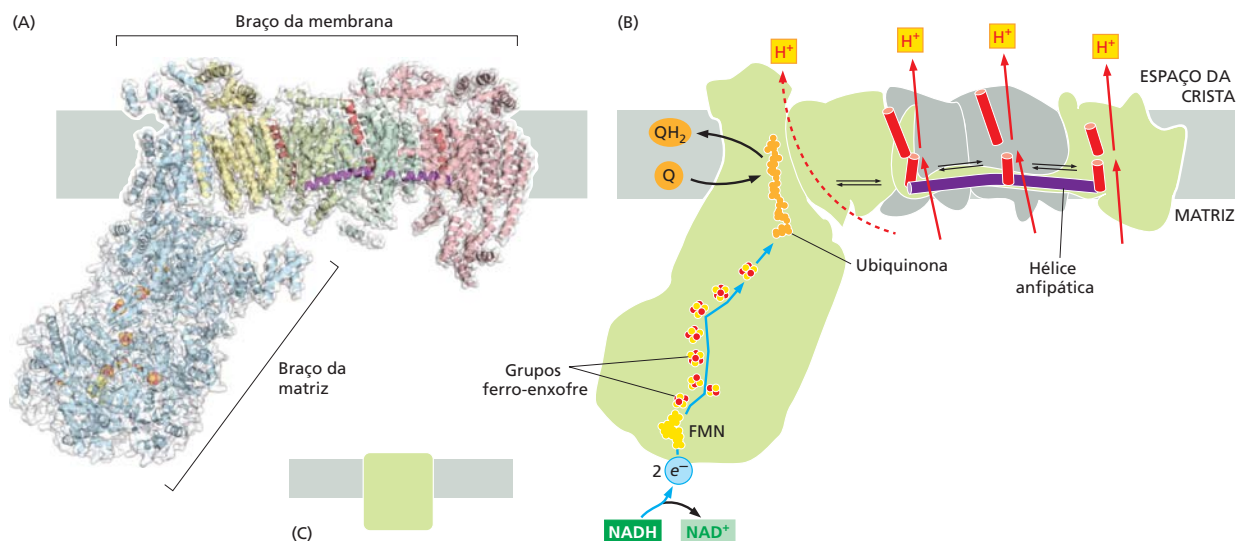 (A)
Braço da membrana
Braço da
matriz
(C)
(B)
H+
H+
H+
H+
ESPAÇO DA
CRISTA
QH2
Q
MATRIZ
Ubiquinona
Hélice
anfipática
Grupos
ferro-enxofre
FMN
2 e–
NADH
NAD+